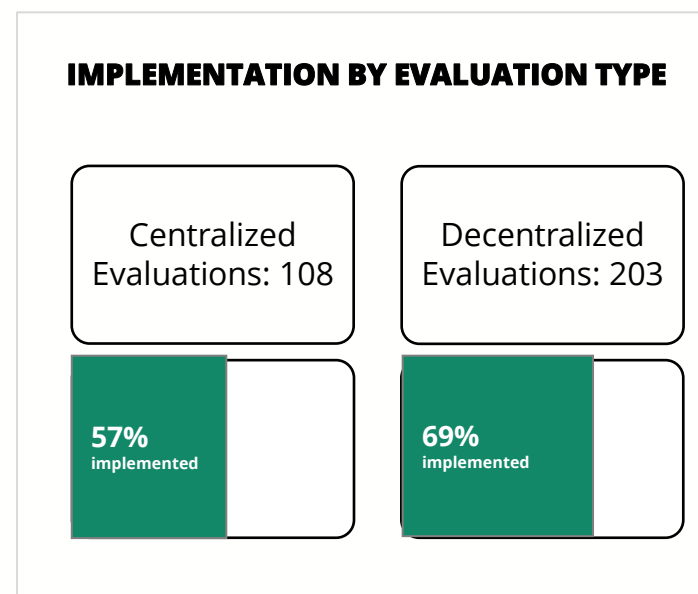 IMPLEMENTATION BY EVALUATION TYPE
Centralized
Evaluations: 108
Decentralized
Evaluations: 203
57%
implemented
69%
implemented